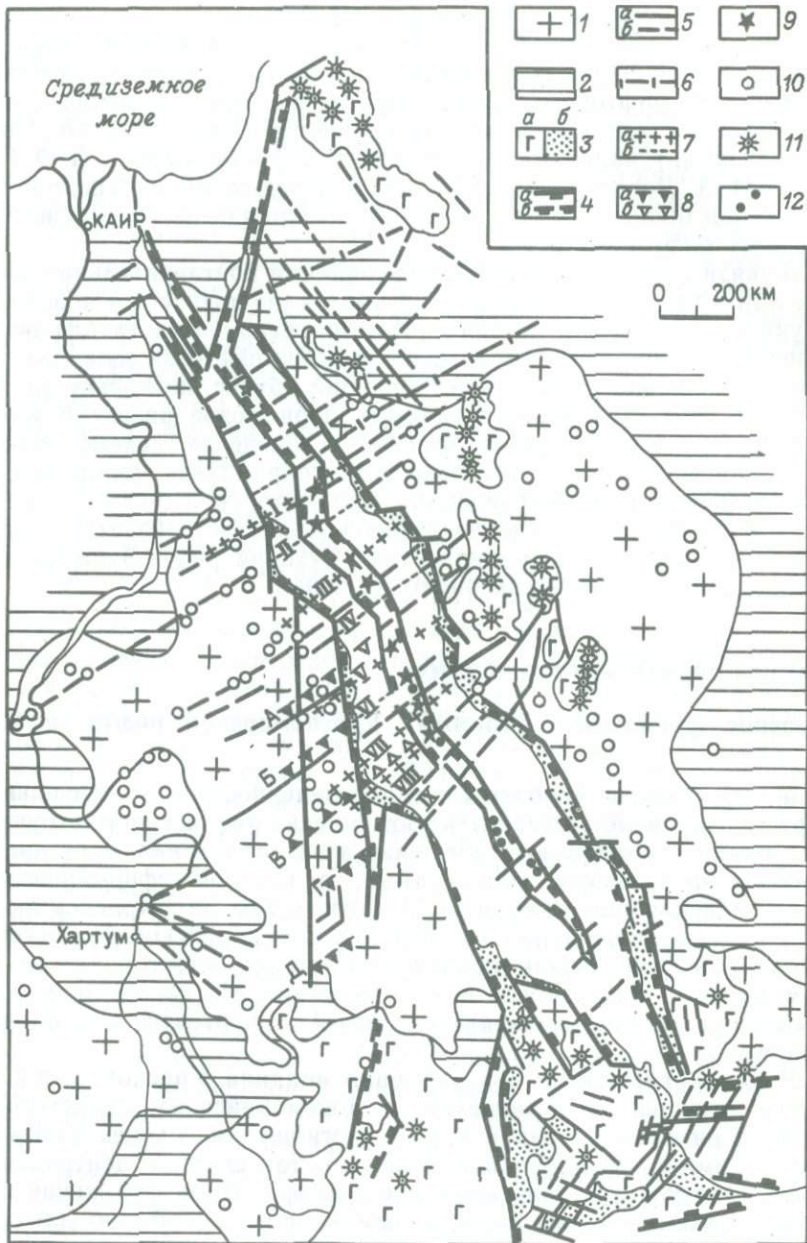 1
а б 5
9
2
6
10
а б
3
а б 7
11
а б 4
а б 8
12
Средиземное
море
КАИР
0 200 км
I
II
III
IV
V
VI
VII
VIII
IX
Б
В
Г
Д
Хартум